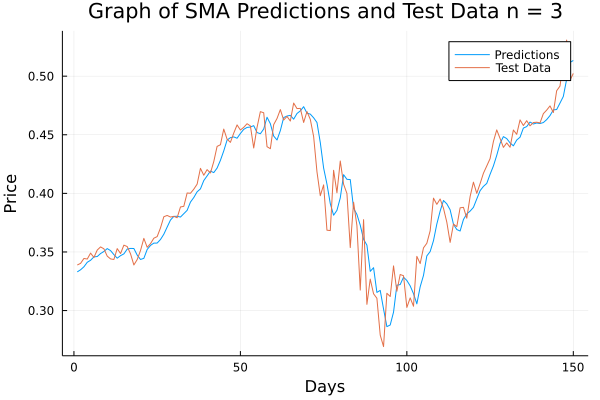 Graph of SMA Predictions and Test Data n = 3
Predictions
Test Data
0.50
0.45
0.40
0.35
0.30
Price
0 50 100 150
Days